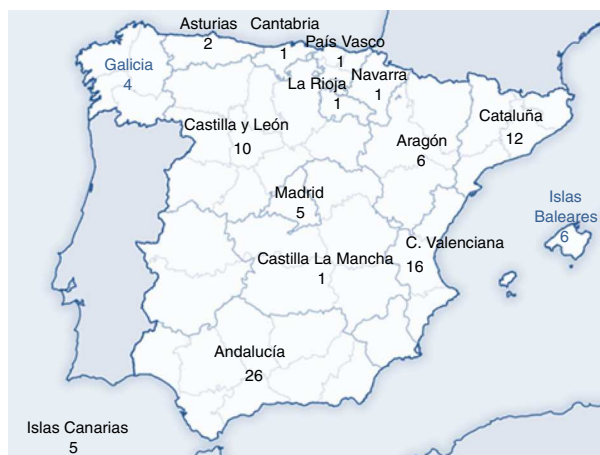 Asturias Cantabria
2
1
País Vasco
1
Galicia
4
La Rioja
1
Navarra
1
Castilla y León
10
Aragón
6
Cataluña
12
Madrid
5
Islas
Baleares
6
C. Valenciana
16
Castilla La Mancha
1
Andalucía
26
Islas Canarias
5